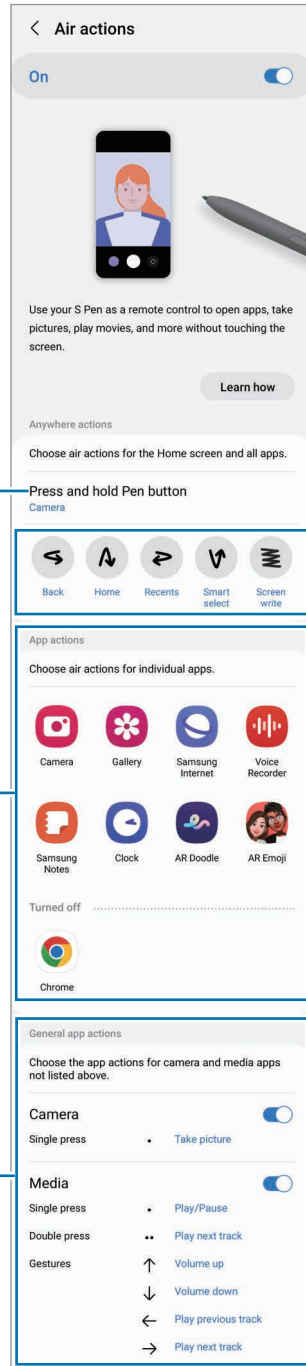 Air actions
On
Use your S Pen as a remote control to open apps, take
pictures, play movies, and more without touching the
screen.
Learn how
Anywhere actions
Choose air actions for the Home screen and all apps.
Press and hold Pen button
Camera
Back Home Recents Smart select Screen write
App actions
Choose air actions for individual apps.
Camera Gallery Samsung Internet Voice Recorder
Samsung Notes Clock AR Doodle AR Emoji
Turned off
Chrome
General app actions
Choose the app actions for camera and media apps
not listed above.
Camera
Single press • Take picture
Media
Single press • Play/Pause
Double press •• Play next track
Gestures ↑ Volume up
↓ Volume down
← Play previous track
→ Play next track